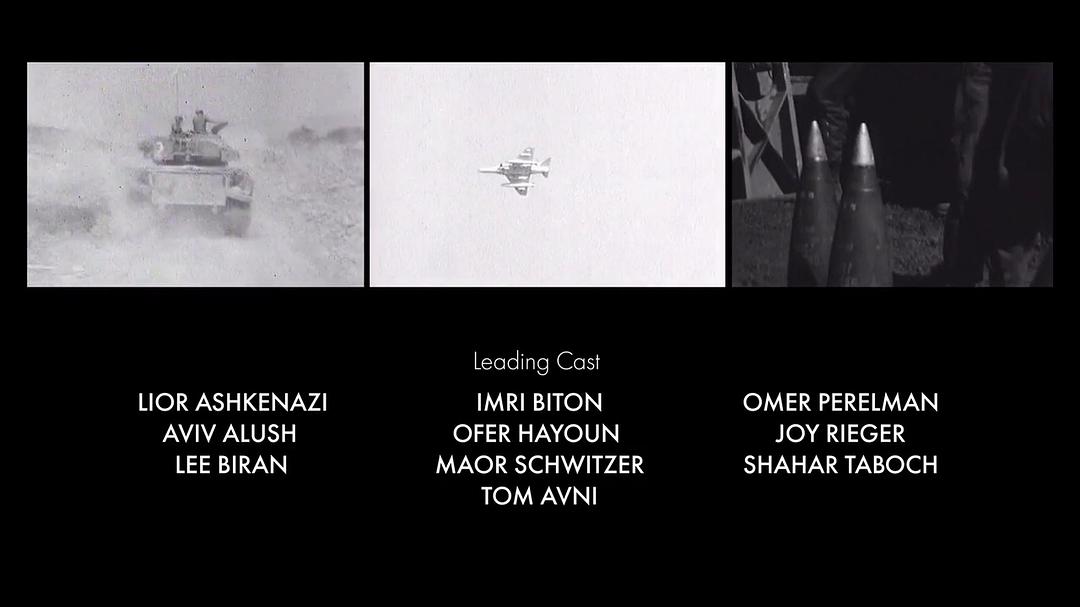 Leading Cast
LIOR ASHKENAZI
AVIV ALUSH
LEE BIRAN
IMRI BITON
OFER HAYOUN
MAOR SCHWITZER
TOM AVNI
OMER PERELMAN
JOY RIEGER
SHAHAR TABOCH